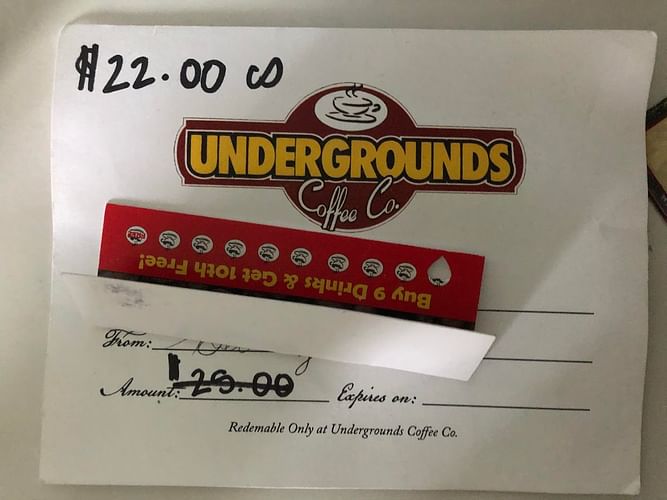 $22.00
UNDERGROUNDS
Coffee Co.
Buy 9 Drinks & Get 10th Free!
From:
Amount: $25.00 Expires on:
Redemable Only at Undergrounds Coffee Co.